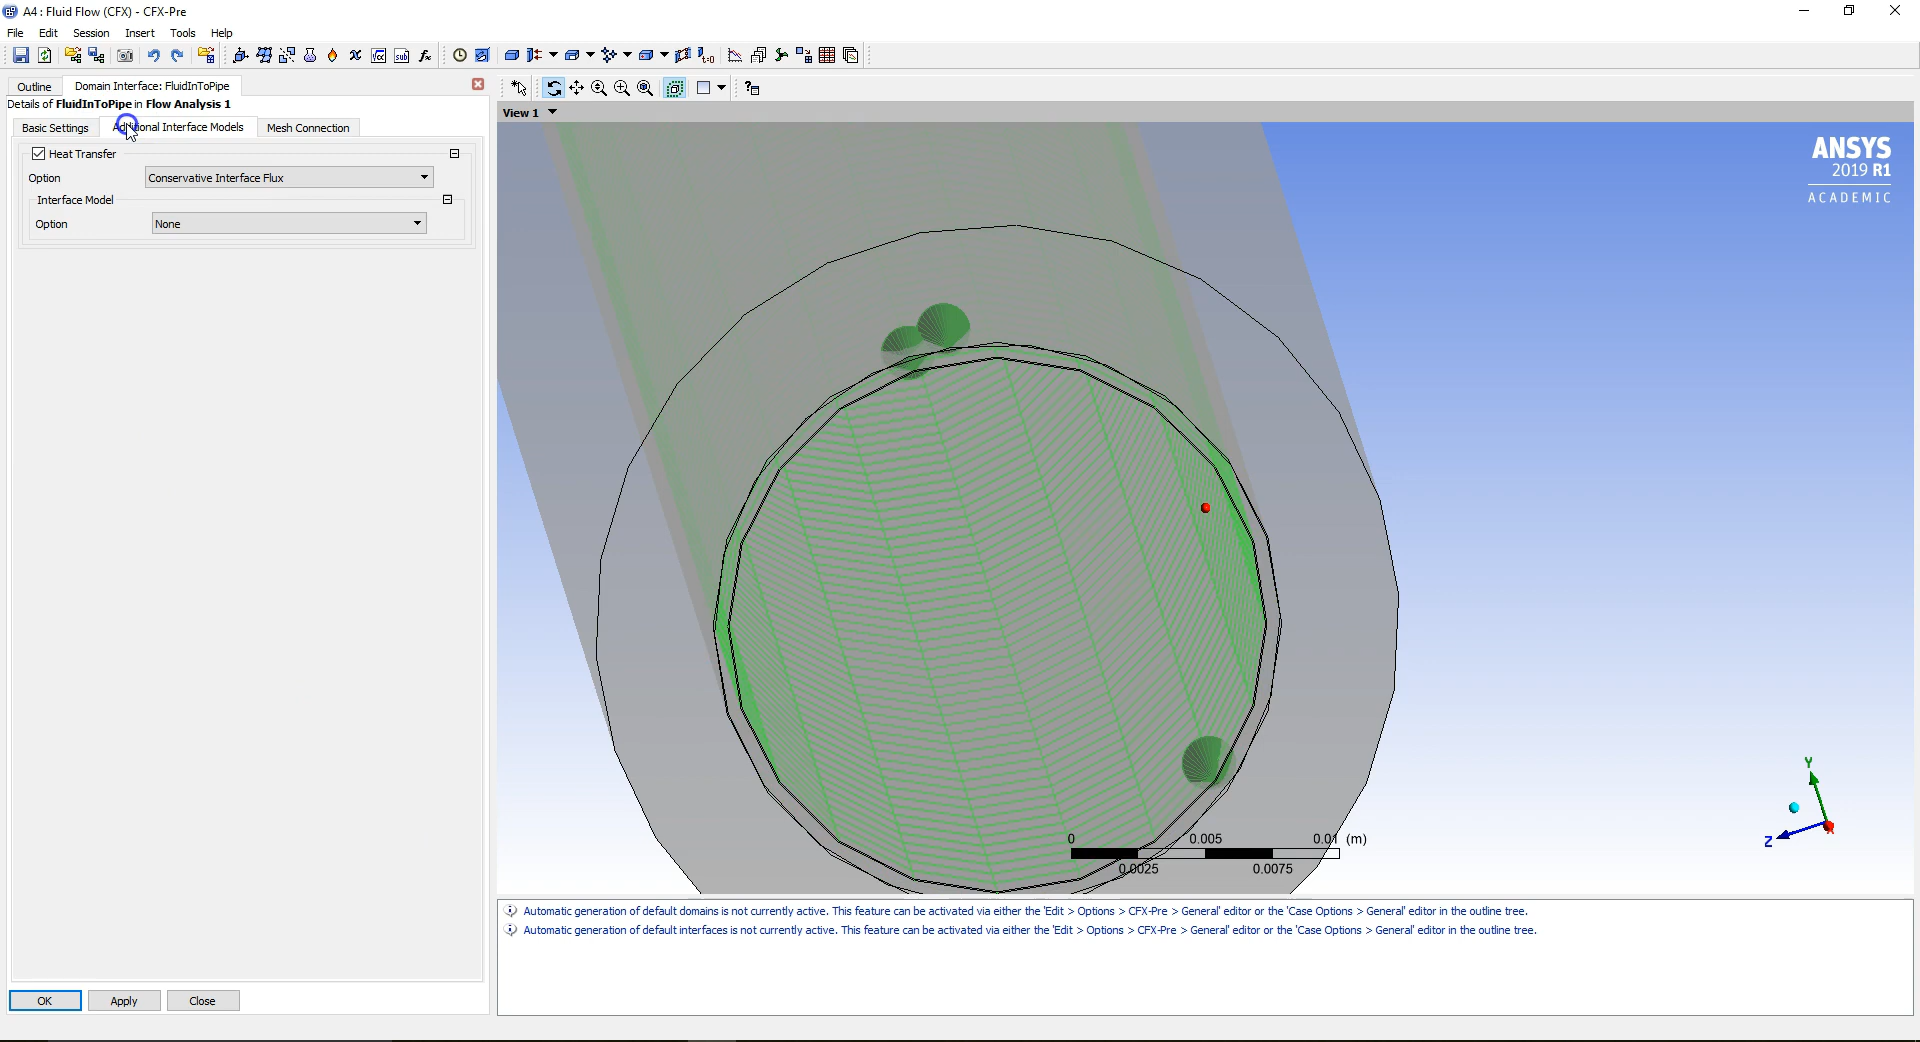 A4 : Fluid Flow (CFX) - CFX-Pre
File Edit Session Insert Tools Help
Outline Domain Interface: FluidInToPipe
Details of FluidInToPipe in Flow Analysis 1
Basic Settings Additional Interface Models Mesh Connection
Heat Transfer
Option Conservative Interface Flux
Interface Model
Option None
OK Apply Close
View 1
ANSYS
2019 R1
ACADEMIC
0 0.005 0.01 (m)
0.0025 0.0075
Y
Z
Automatic generation of default domains is not currently active. This feature can be activated via either the 'Edit > Options > CFX-Pre > General' editor or the 'Case Options > General' editor in the outline tree.
Automatic generation of default interfaces is not currently active. This feature can be activated via either the 'Edit > Options > CFX-Pre > General' editor or the 'Case Options > General' editor in the outline tree.